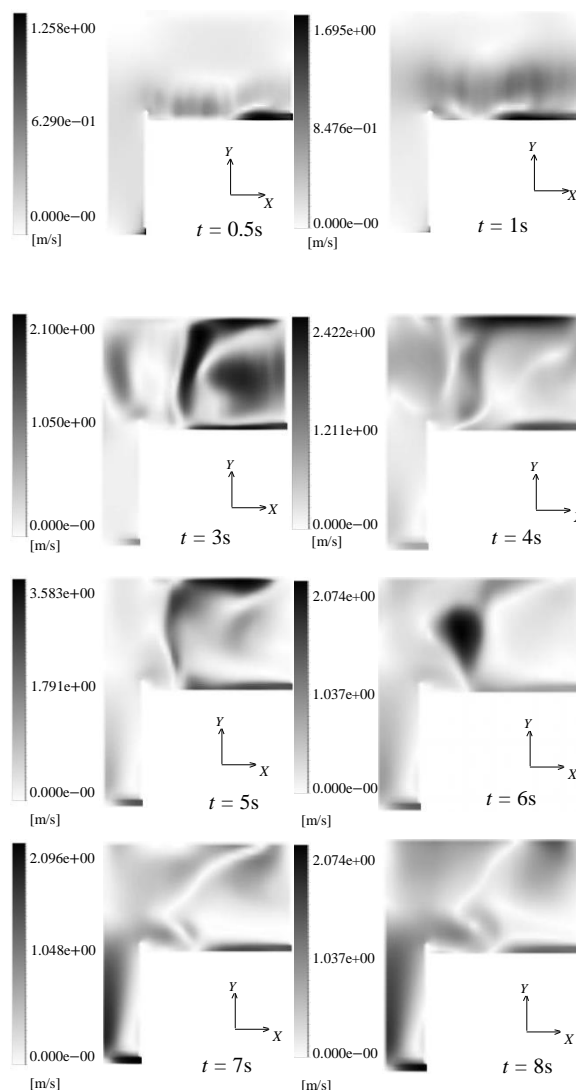 1.258e+00
6.290e−01
0.000e−00
[m/s]
Y
X
t = 0.5s
1.695e+00
8.476e−01
0.000e−00
[m/s]
Y
X
t = 1s
2.100e+00
1.050e+00
0.000e−00
[m/s]
Y
X
t = 3s
2.422e+00
1.211e+00
0.000e−00
[m/s]
Y
X
t = 4s
3.583e+00
1.791e+00
0.000e−00
[m/s]
Y
X
t = 5s
2.074e+00
1.037e+00
0.000e−00
[m/s]
Y
X
t = 6s
2.096e+00
1.048e+00
0.000e−00
[m/s]
Y
X
t = 7s
2.074e+00
1.037e+00
0.000e−00
[m/s]
Y
X
t = 8s